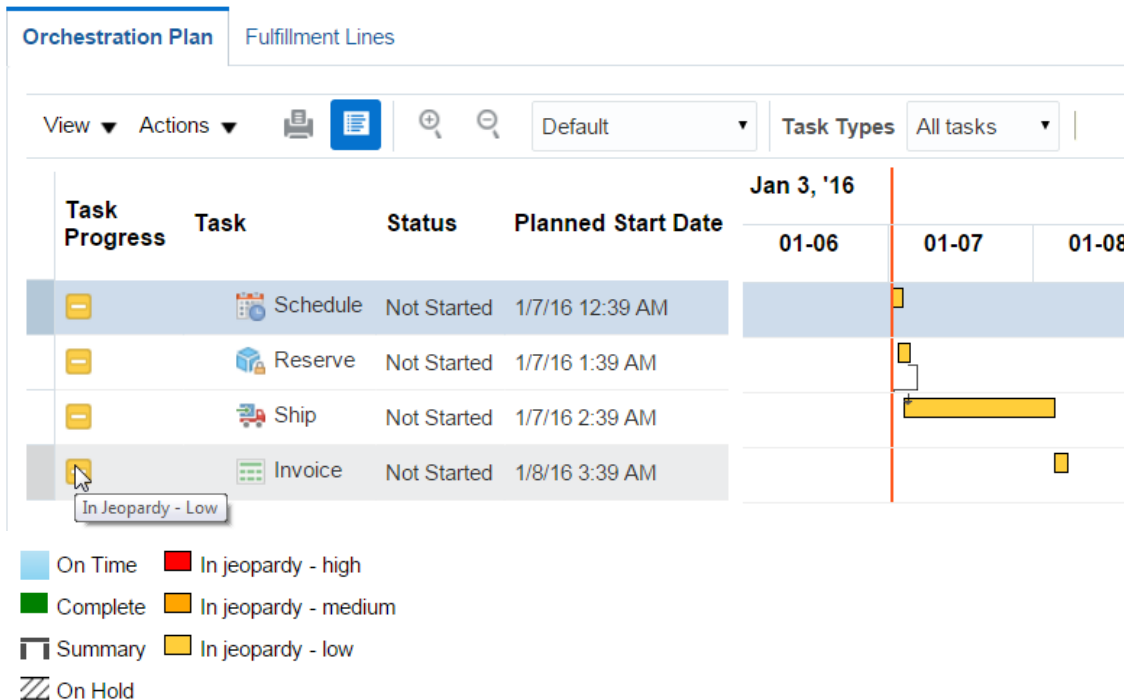 Orchestration Plan Fulfillment Lines
View Actions Default Task Types All tasks
Jan 3, '16
Task Progress Task Status Planned Start Date
01-06 01-07 01-08
Schedule Not Started 1/7/16 12:39 AM
Reserve Not Started 1/7/16 1:39 AM
Ship Not Started 1/7/16 2:39 AM
Invoice Not Started 1/8/16 3:39 AM
In Jeopardy - Low
On Time In jeopardy - high
Complete In jeopardy - medium
Summary In jeopardy - low
On Hold